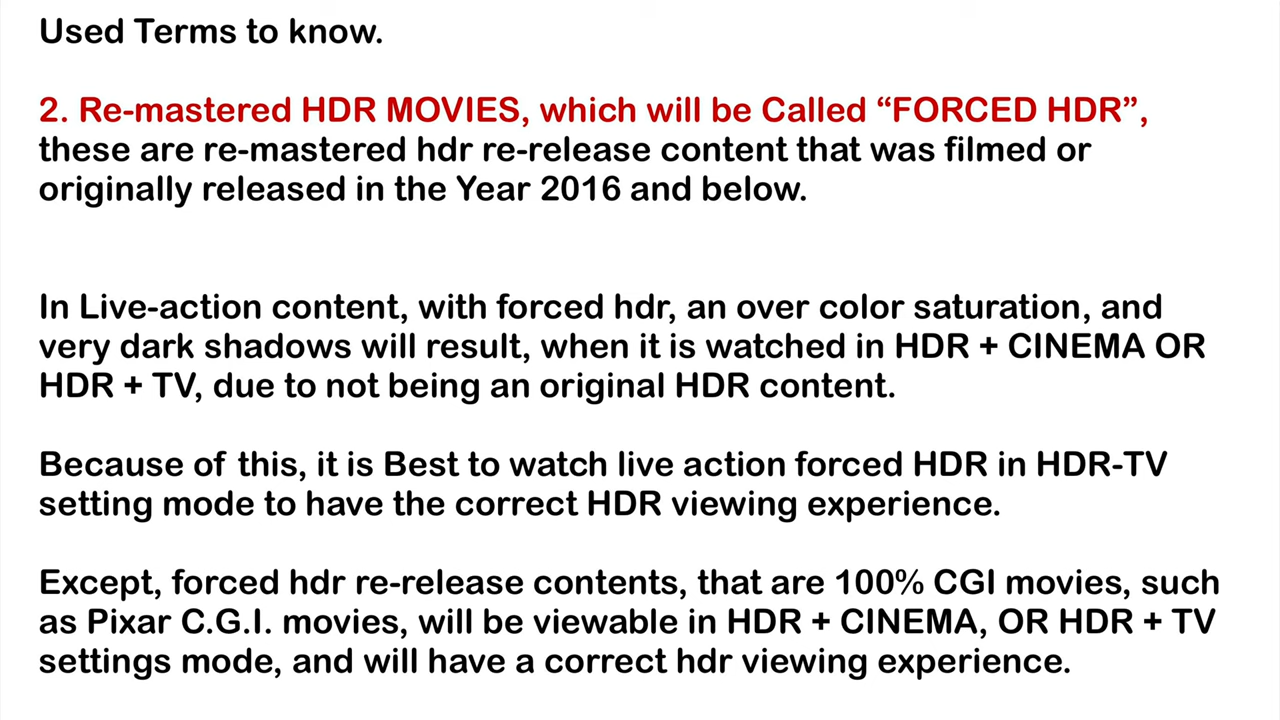 Used Terms to know.
2. Re-mastered HDR MOVIES, which will be Called “FORCED HDR”,
these are re-mastered hdr re-release content that was filmed or
originally released in the Year 2016 and below.
In Live-action content, with forced hdr, an over color saturation, and
very dark shadows will result, when it is watched in HDR + CINEMA OR
HDR + TV, due to not being an original HDR content.
Because of this, it is Best to watch live action forced HDR in HDR-TV
setting mode to have the correct HDR viewing experience.
Except, forced hdr re-release contents, that are 100% CGI movies, such
as Pixar C.G.I. movies, will be viewable in HDR + CINEMA, OR HDR + TV
settings mode, and will have a correct hdr viewing experience.